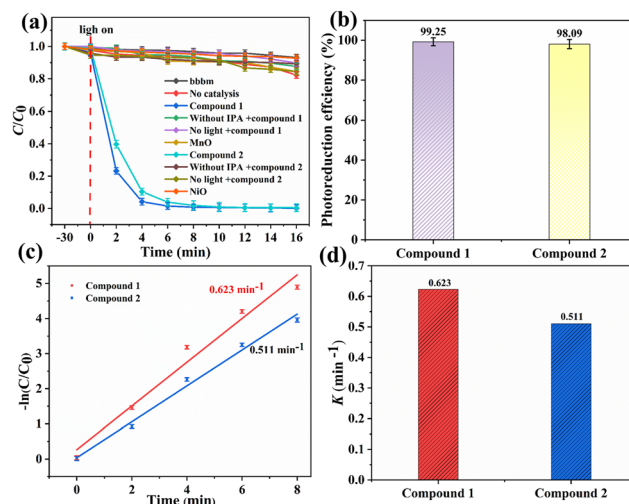 (a)
ligh on
C/C0
1.0
0.8
0.6
0.4
0.2
0.0
bbbm
No catalysis
Compound 1
Without IPA +compound 1
No light +compound 1
MnO
Compound 2
Without IPA +compound 2
No light +compound 2
NiO
-30 0 2 4 6 8 10 12 14 16
Time (min)
(b)
Photoreduction effciency (%)
100
80
60
40
20
0
99.25
98.09
Compound 1 Compound 2
(c)
-ln(C/C0)
-5
4
3
2
1
0
Compound 1
Compound 2
0.623 min-1
0.511 min-1
0 2 4 6 8
Time (min)
(d)
K (min-1)
0.7
0.6
0.5
0.4
0.3
0.2
0.1
0.0
0.623
0.511
Compound 1 Compound 2